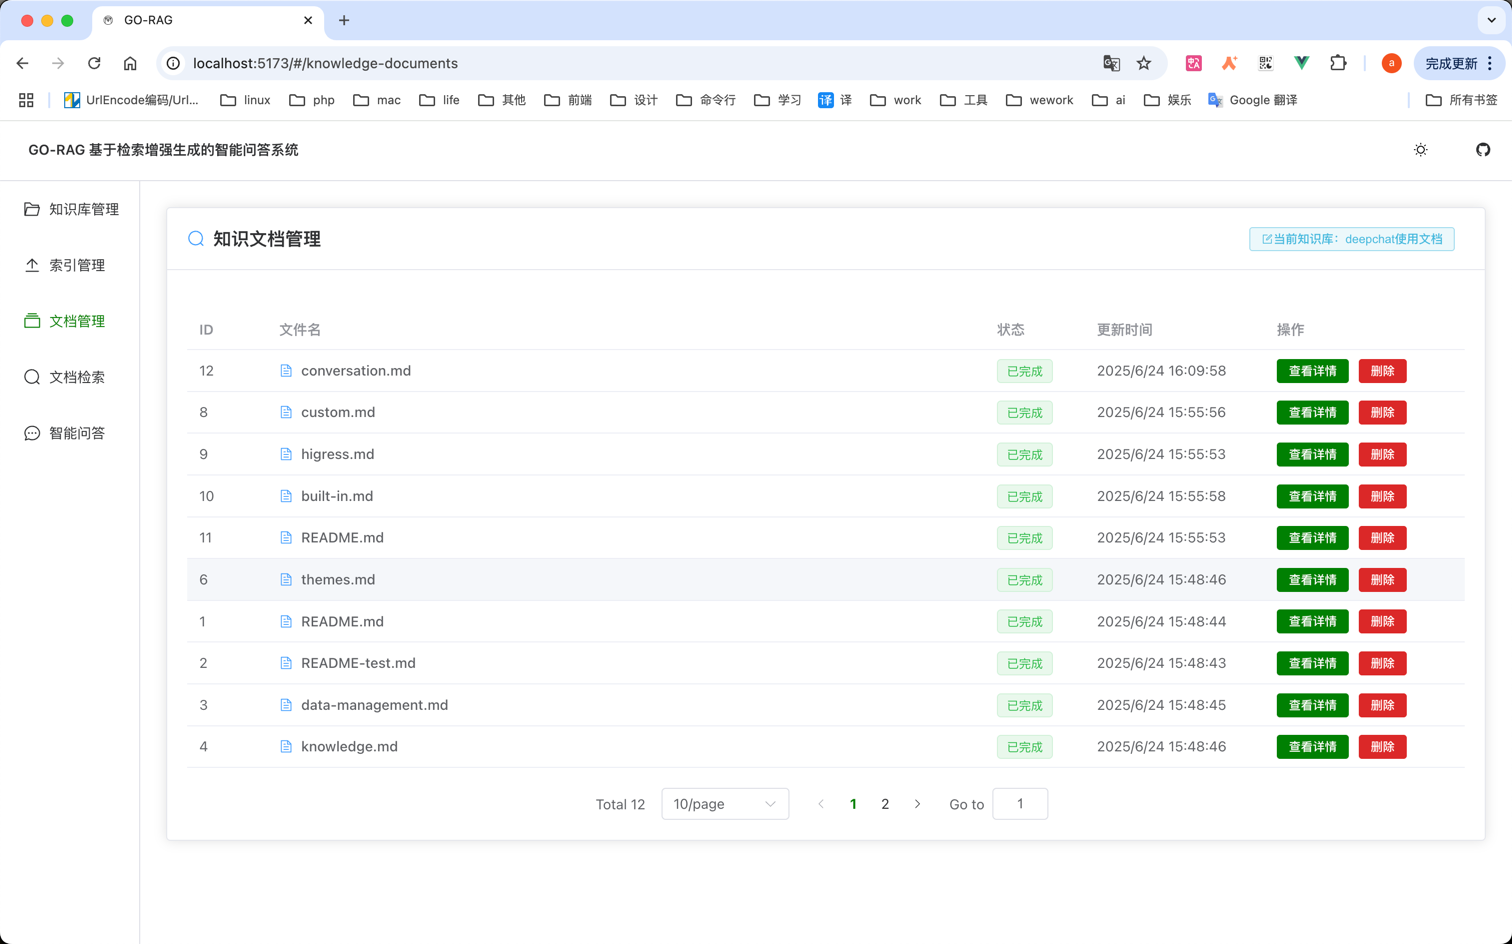 GO-RAG
localhost:5173/#/knowledge-documents
完成更新
UrlEncode编码/Url...
linux
php
mac
life
其他
前端
设计
命令行
学习
译 译
work
工具
wework
ai
娱乐
Google 翻译
所有书签
GO-RAG 基于检索增强生成的智能问答系统
知识库管理
索引管理
文档管理
文档检索
智能问答
知识文档管理
当前知识库：deepchat使用文档
ID 文件名 状态 更新时间 操作
12 conversation.md 已完成 2025/6/24 16:09:58 查看详情 删除
8 custom.md 已完成 2025/6/24 15:55:56 查看详情 删除
9 higress.md 已完成 2025/6/24 15:55:53 查看详情 删除
10 built-in.md 已完成 2025/6/24 15:55:58 查看详情 删除
11 README.md 已完成 2025/6/24 15:55:53 查看详情 删除
6 themes.md 已完成 2025/6/24 15:48:46 查看详情 删除
1 README.md 已完成 2025/6/24 15:48:44 查看详情 删除
2 README-test.md 已完成 2025/6/24 15:48:43 查看详情 删除
3 data-management.md 已完成 2025/6/24 15:48:45 查看详情 删除
4 knowledge.md 已完成 2025/6/24 15:48:46 查看详情 删除
Total 12 10/page 1 2 Go to 1